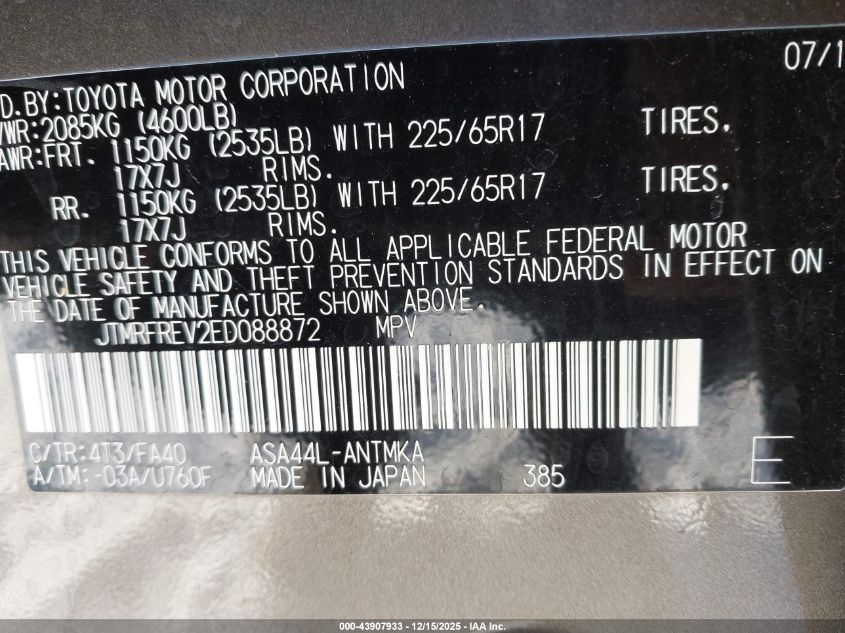 D.BY:TOYOTA MOTOR CORPORATION 07/1
VWR:2085KG (4600LB)
AWR:FRT. 1150KG (2535LB) WITH 225/65R17 TIRES.
17X7J RIMS.
RR. 1150KG (2535LB) WITH 225/65R17 TIRES.
17X7J RIMS.
THIS VEHICLE CONFORMS TO ALL APPLICABLE FEDERAL MOTOR
VEHICLE SAFETY AND THEFT PREVENTION STANDARDS IN EFFECT ON
THE DATE OF MANUFACTURE SHOWN ABOVE.
JTMRFREV2ED088872 MPV
C/TR:4T3/FA40 ASA44L-ANTMKA
A/TM:-03A/U760F MADE IN JAPAN 385 E
000-43907933 - 12/15/2025 - IAA Inc.